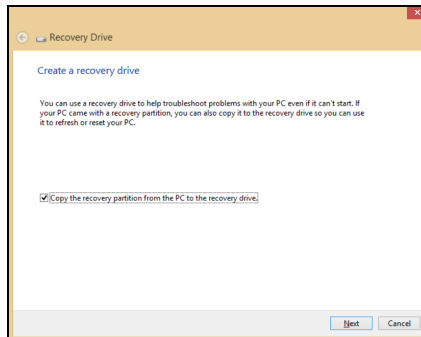 Recovery Drive
Create a recovery drive
You can use a recovery drive to help troubleshoot problems with your PC even if it can't start. If
your PC came with a recovery partition, you can also copy it to the recovery drive so you can use
it to refresh or reset your PC.
Copy the recovery partition from the PC to the recovery drive.
Next Cancel